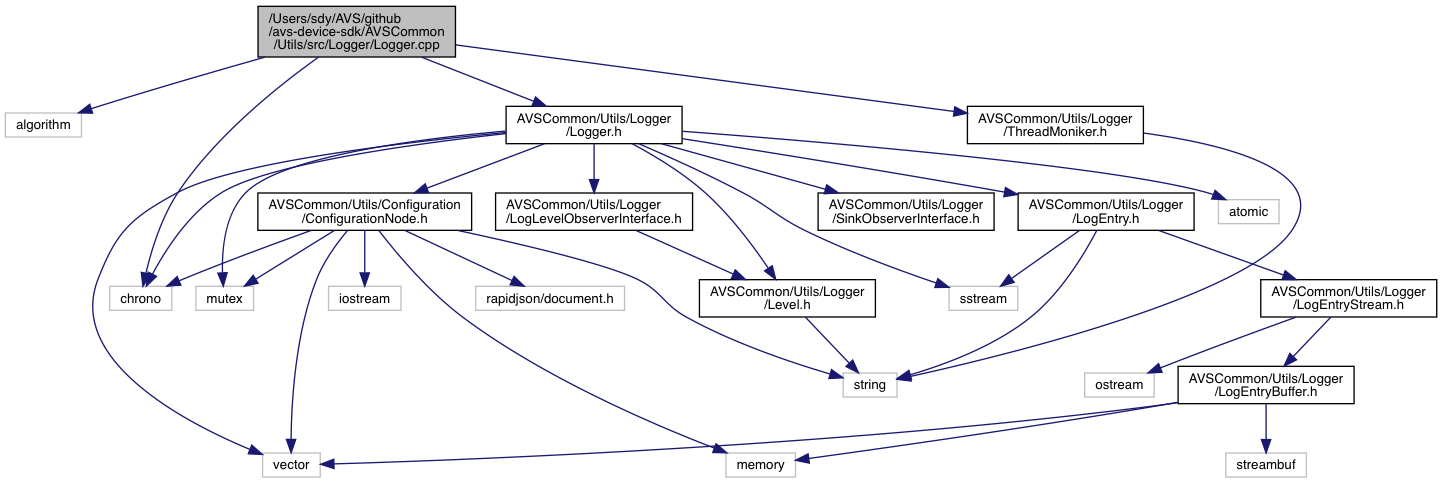 /Users/sdy/AVS/github
/avs-device-sdk/AVSCommon
/Utils/src/Logger/Logger.cpp
algorithm
AVSCommon/Utils/Logger
/Logger.h
AVSCommon/Utils/Logger
/ThreadMoniker.h
AVSCommon/Utils/Configuration
/ConfigurationNode.h
AVSCommon/Utils/Logger
/LogLevelObserverInterface.h
AVSCommon/Utils/Logger
/SinkObserverInterface.h
AVSCommon/Utils/Logger
/LogEntry.h
atomic
chrono
mutex
iostream
rapidjson/document.h
AVSCommon/Utils/Logger
/Level.h
sstream
AVSCommon/Utils/Logger
/LogEntryStream.h
string
ostream
AVSCommon/Utils/Logger
/LogEntryBuffer.h
vector
memory
streambuf